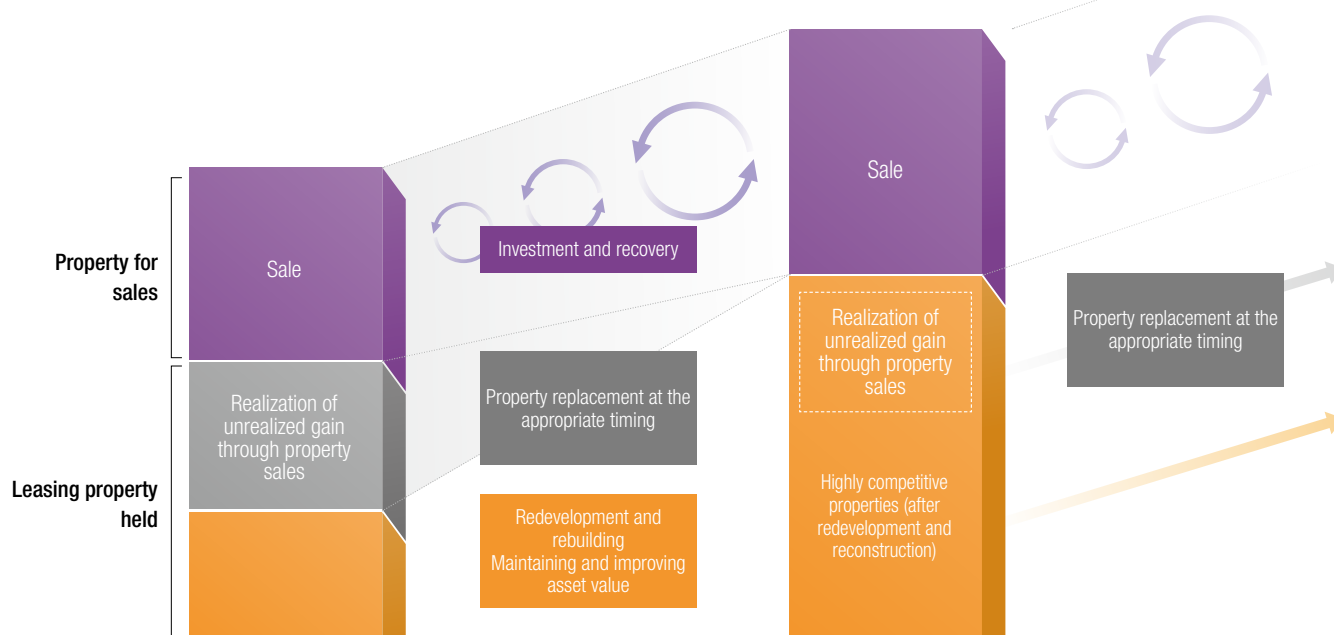 Property for
sales
Sale
Leasing property
held
Realization of
unrealized gain
through property
sales
Investment and recovery
Property replacement at the
appropriate timing
Redevelopment and
rebuilding
Maintaining and improving
asset value
Sale
Realization of
unrealized gain
through property
sales
Highly competitive
properties (after
redevelopment and
reconstruction)
Property replacement at the
appropriate timing